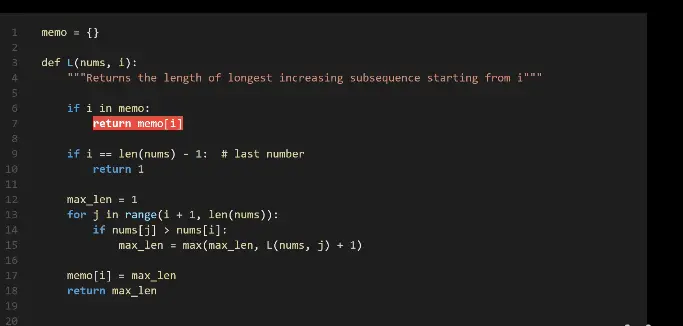 1 memo = {}
2
3 def L(nums, i):
4     """Returns the length of longest increasing subsequence starting from i"""
5
6     if i in memo:
7         return memo[i]
8
9     if i == len(nums) - 1:  # last number
10         return 1
11
12     max_len = 1
13     for j in range(i + 1, len(nums)):
14         if nums[j] > nums[i]:
15             max_len = max(max_len, L(nums, j) + 1)
16
17     memo[i] = max_len
18     return max_len
19
20